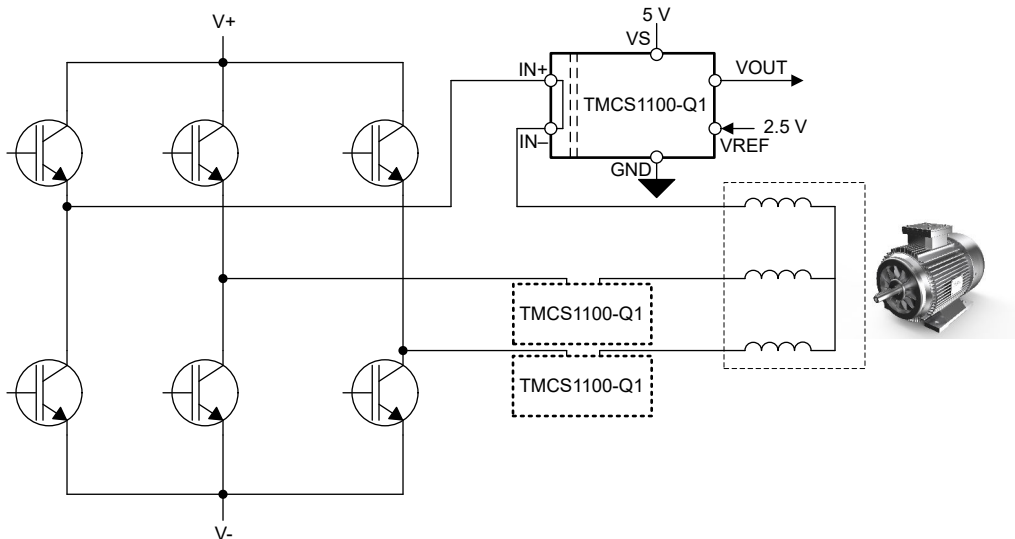 V+
5 V
VS
IN+
VOUT
TMCS1100-Q1
2.5 V
IN–
VREF
GND
TMCS1100-Q1
TMCS1100-Q1
V-